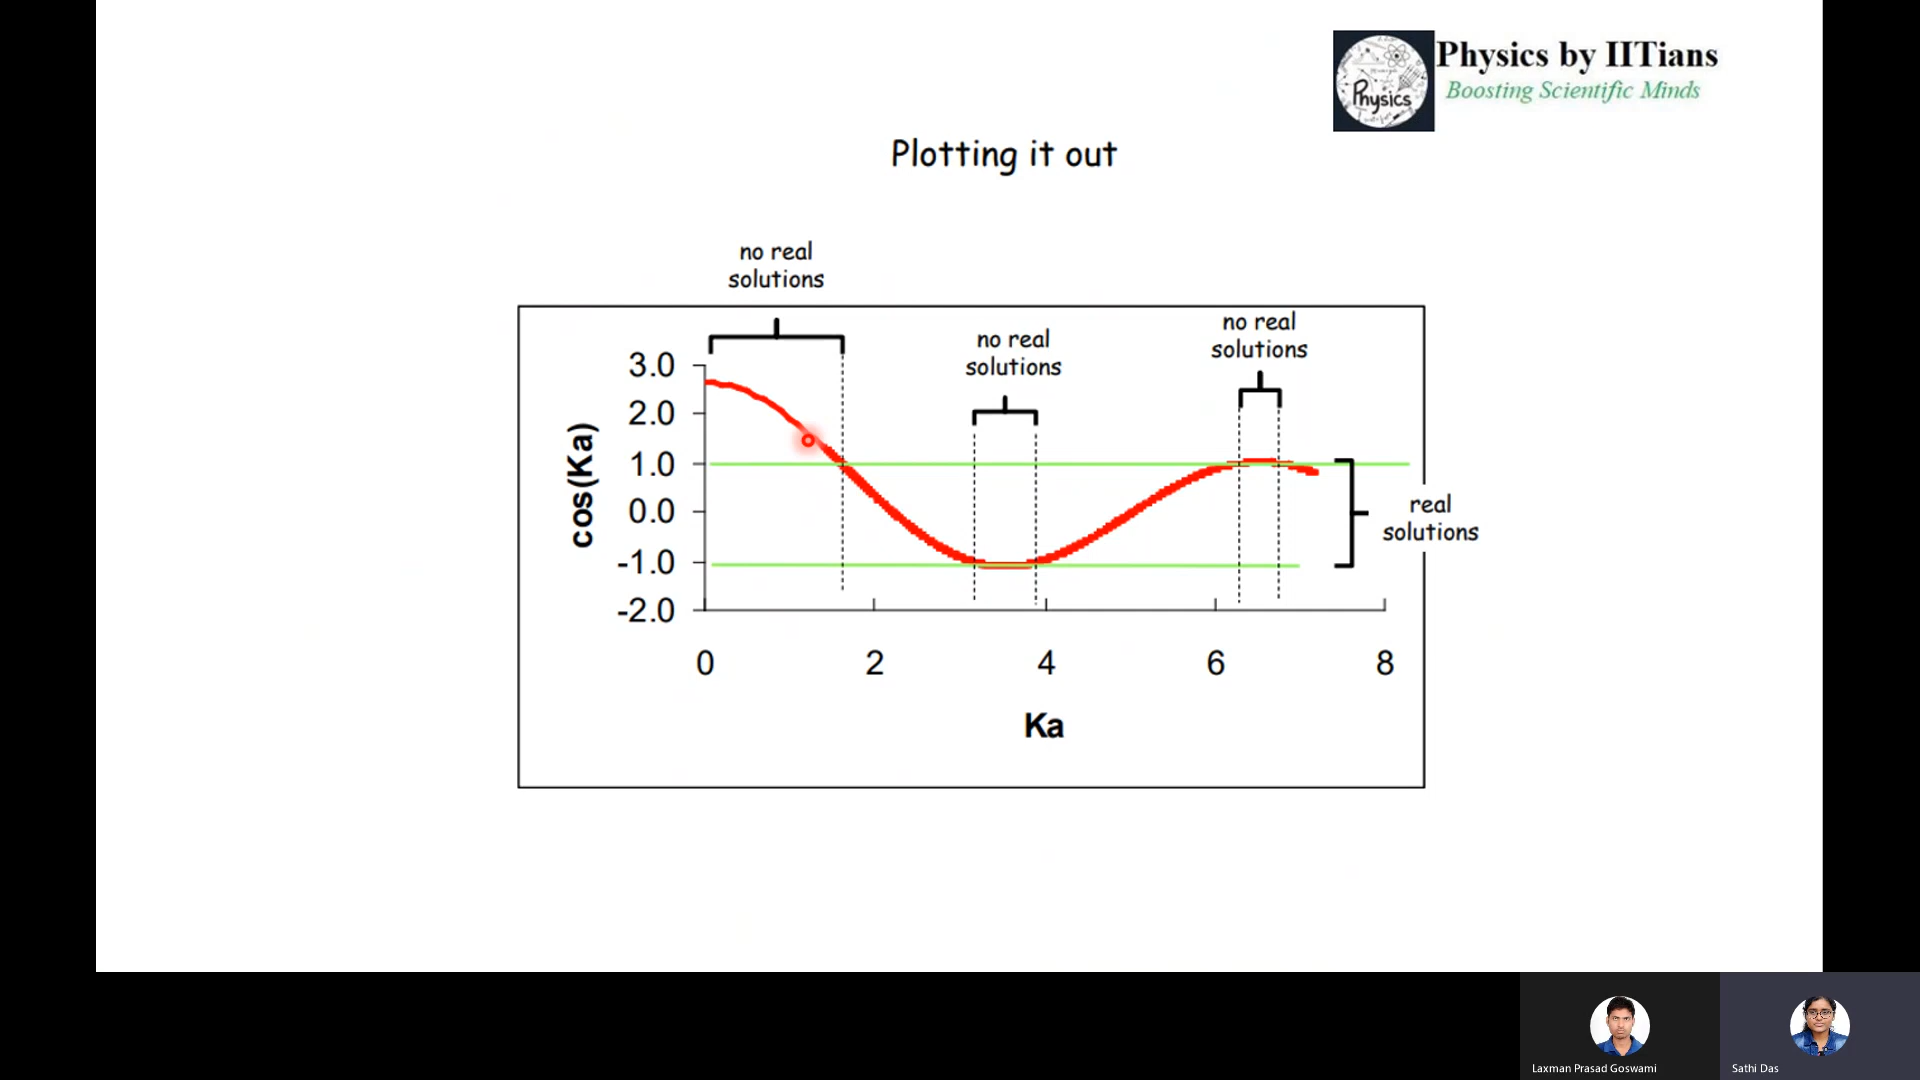 Physics by IITians
Boosting Scientific Minds
Physics
Plotting it out
no real
solutions
no real
solutions
no real
solutions
3.0
2.0
1.0
0.0
-1.0
-2.0
cos(Ka)
real
solutions
0 2 4 6 8
Ka
Laxman Prasad Goswami
Sathi Das